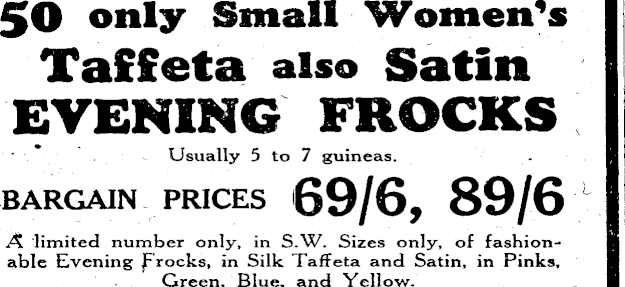 50 only Small Women's
Taffeta also Satin
EVENING FROCKS
Usually 5 to 7 guineas.
BARGAIN PRICES 69/6, 89/6
A limited number only, in S.W. Sizes only, of fashion-
able Evening Frocks, in Silk Taffeta and Satin, in Pinks,
Green, Blue, and Yellow.